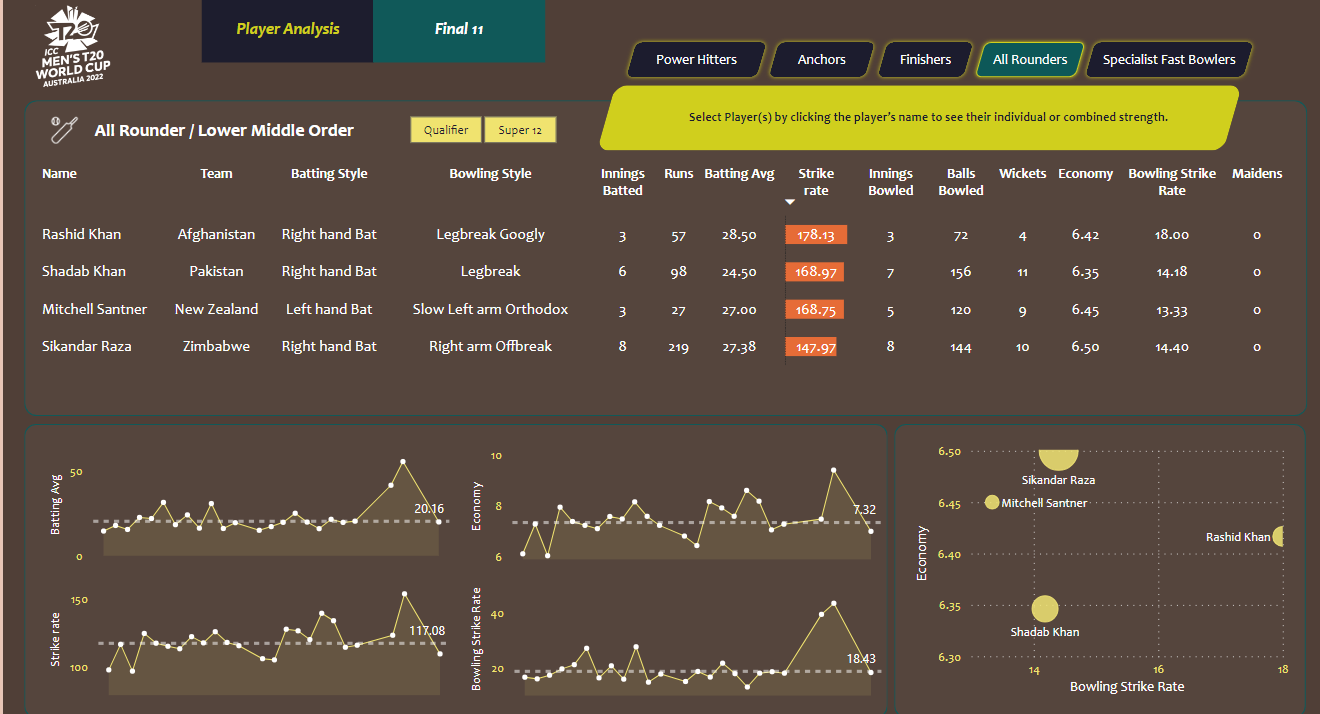 T20
ICC
MEN'S T20
WORLD CUP
AUSTRALIA 2022
Player Analysis
Final 11
Power Hitters
Anchors
Finishers
All Rounders
Specialist Fast Bowlers
Select Player(s) by clicking the player's name to see their individual or combined strength.
All Rounder / Lower Middle Order
Qualifier
Super 12
Name Team Batting Style Bowling Style Innings Batted Runs Batting Avg Strike rate Innings Bowled Balls Bowled Wickets Economy Bowling Strike Rate Maidens
Rashid Khan Afghanistan Right hand Bat Legbreak Googly 3 57 28.50 178.13 3 72 4 6.42 18.00 0
Shadab Khan Pakistan Right hand Bat Legbreak 6 98 24.50 168.97 7 156 11 6.35 14.18 0
Mitchell Santner New Zealand Left hand Bat Slow Left arm Orthodox 3 27 27.00 168.75 5 120 9 6.45 13.33 0
Sikandar Raza Zimbabwe Right hand Bat Right arm Offbreak 8 219 27.38 147.97 8 144 10 6.50 14.40 0
Batting Avg
50
0
20.16
Economy
10
8
6
7.32
Strike rate
150
100
117.08
Bowling Strike Rate
40
20
18.43
Economy
6.50
6.45
6.40
6.35
6.30
Sikandar Raza
Mitchell Santner
Rashid Khan
Shadab Khan
14 16 18
Bowling Strike Rate